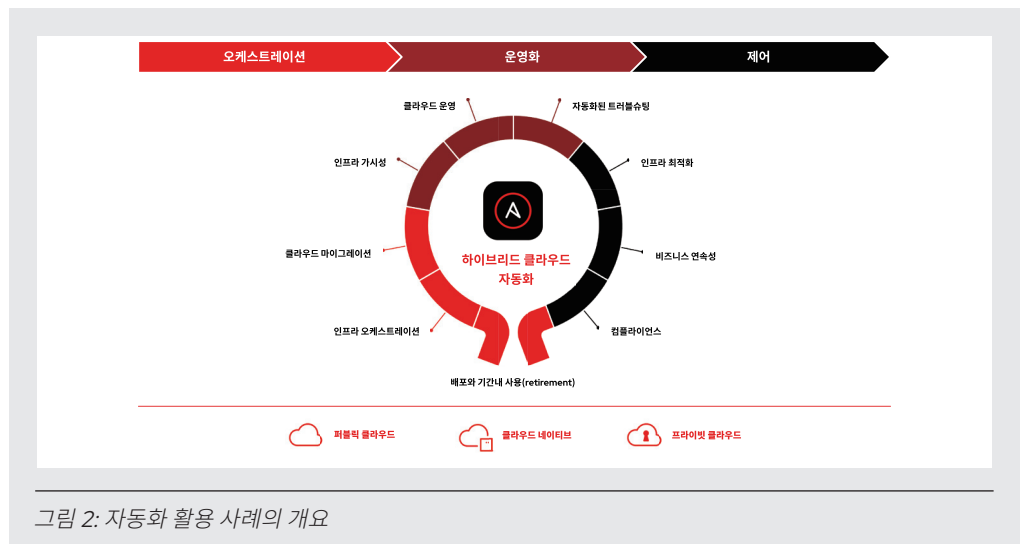 오케스트레이션
운영화
제어
클라우드 운영
자동화된 트러블슈팅
인프라 가시성
인프라 최적화
클라우드 마이그레이션
비즈니스 연속성
하이브리드 클라우드
자동화
인프라 오케스트레이션
컴플라이언스
배포와 기간내 사용(retirement)
퍼블릭 클라우드
클라우드 네이티브
프라이빗 클라우드
그림 2: 자동화 활용 사례의 개요